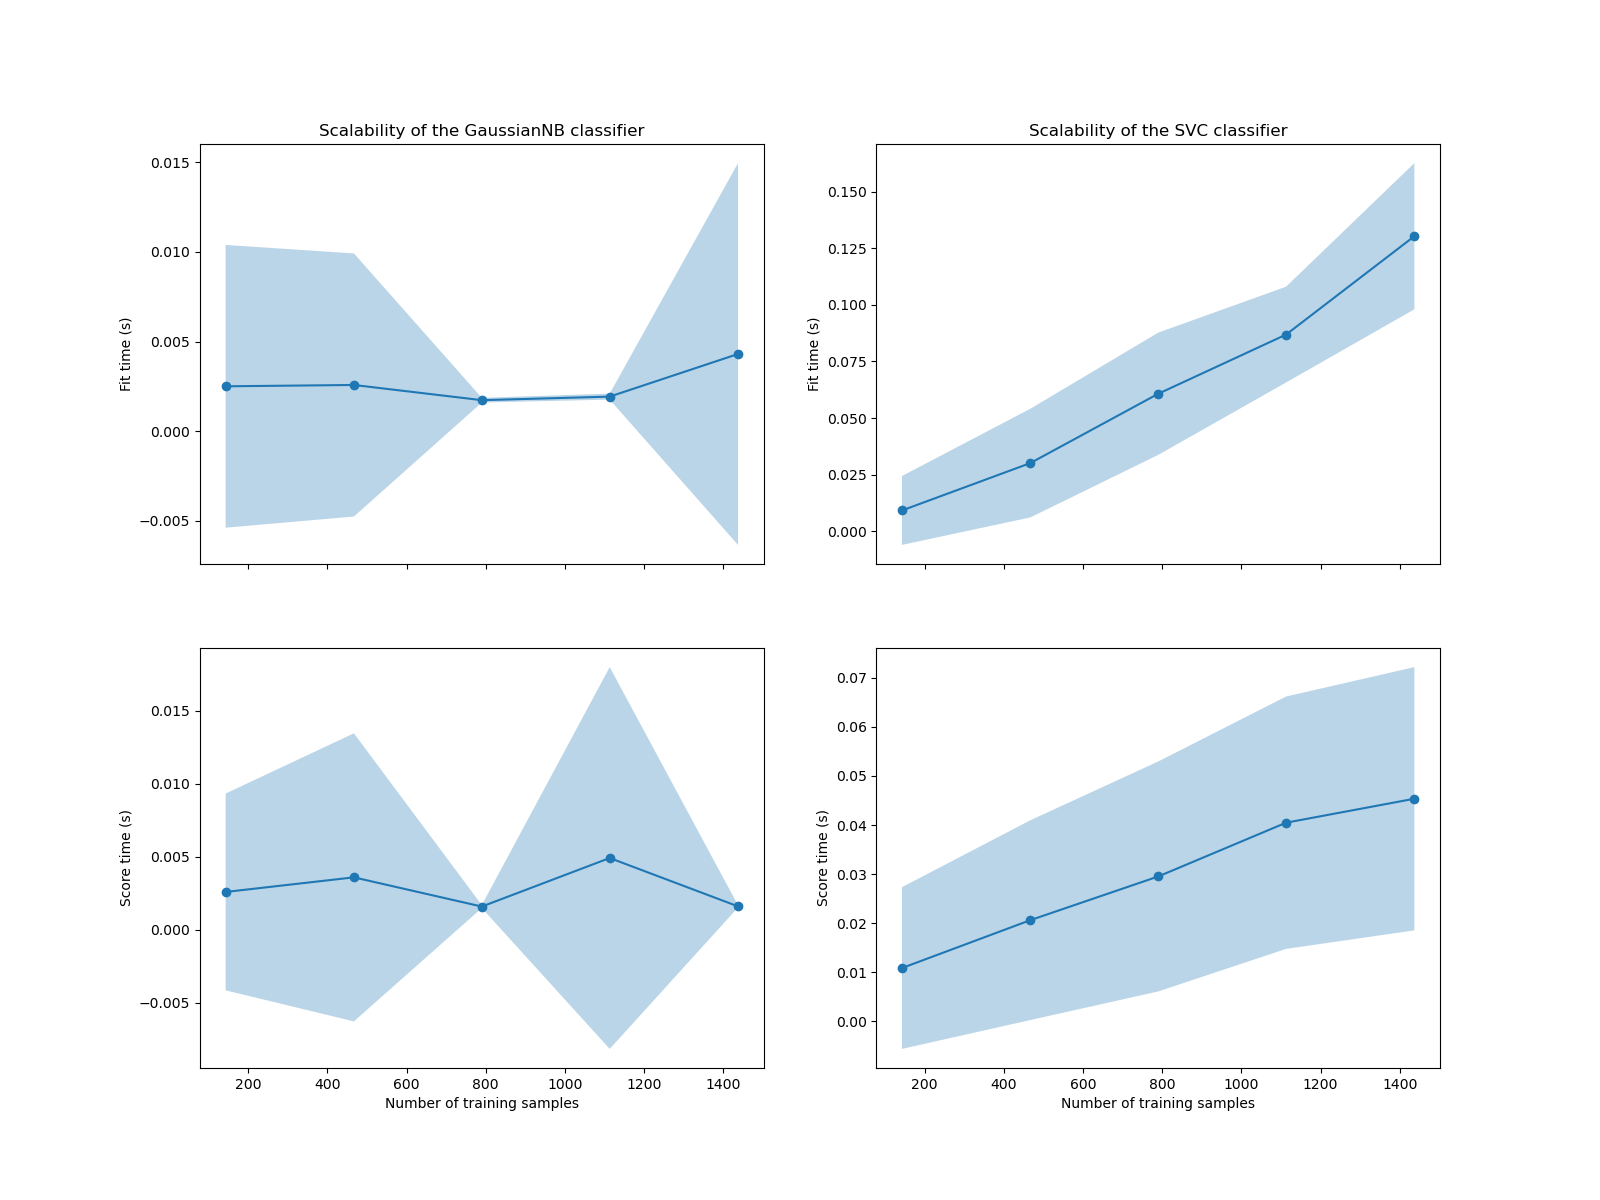 Scalability of the GaussianNB classifier
0.015
0.010
0.005
0.000
−0.005
Fit time (s)
Scalability of the SVC classifier
0.150
0.125
0.100
0.075
0.050
0.025
0.000
Fit time (s)
0.015
0.010
0.005
0.000
−0.005
Score time (s)
200 400 600 800 1000 1200 1400
Number of training samples
0.07
0.06
0.05
0.04
0.03
0.02
0.01
0.00
Score time (s)
200 400 600 800 1000 1200 1400
Number of training samples